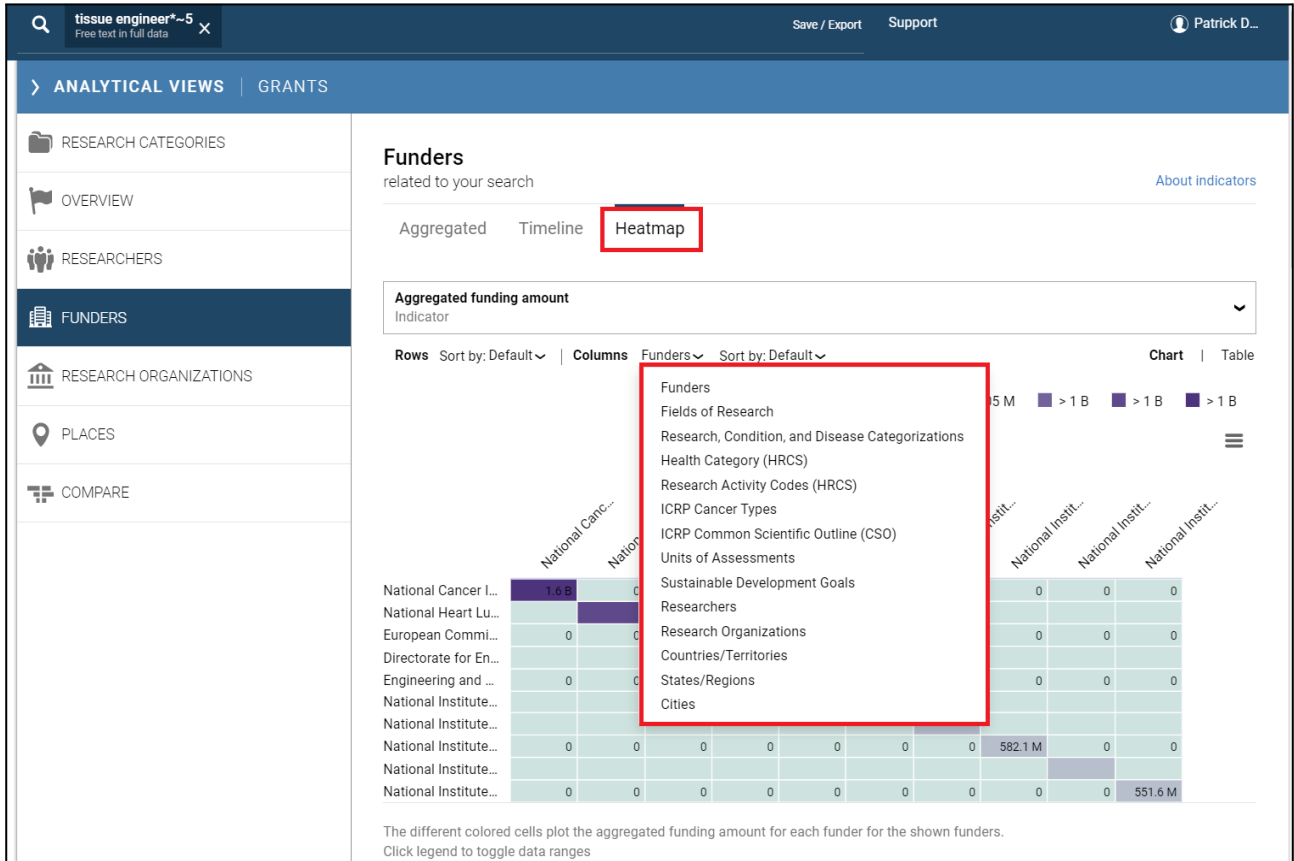 tissue engineer*~5
Free text in full data
Save / Export
Support
Patrick D...
ANALYTICAL VIEWS | GRANTS
RESEARCH CATEGORIES
OVERVIEW
RESEARCHERS
FUNDERS
RESEARCH ORGANIZATIONS
PLACES
COMPARE
Funders
related to your search
About indicators
Aggregated Timeline Heatmap
Aggregated funding amount
Indicator
Rows Sort by: Default | Columns Funders Sort by: Default
Chart | Table
Funders
Fields of Research
Research, Condition, and Disease Categorizations
Health Category (HRCS)
Research Activity Codes (HRCS)
ICRP Cancer Types
ICRP Common Scientific Outline (CSO)
Units of Assessments
Sustainable Development Goals
Researchers
Research Organizations
Countries/Territories
States/Regions
Cities
> 1 B > 1 B > 1 B
National Canc...
National Instit...
National Instit...
National Instit...
National Cancer I... 1.6 B 0 0 0 0
National Heart Lu...
European Commi... 0 0 0 0 0
Directorate for En...
Engineering and ... 0 0 0 0 0
National Institute...
National Institute...
National Institute... 0 0 0 0 0 0 0 582.1 M 0 0
National Institute...
National Institute... 0 0 0 0 0 0 0 0 0 551.6 M
The different colored cells plot the aggregated funding amount for each funder for the shown funders.
Click legend to toggle data ranges